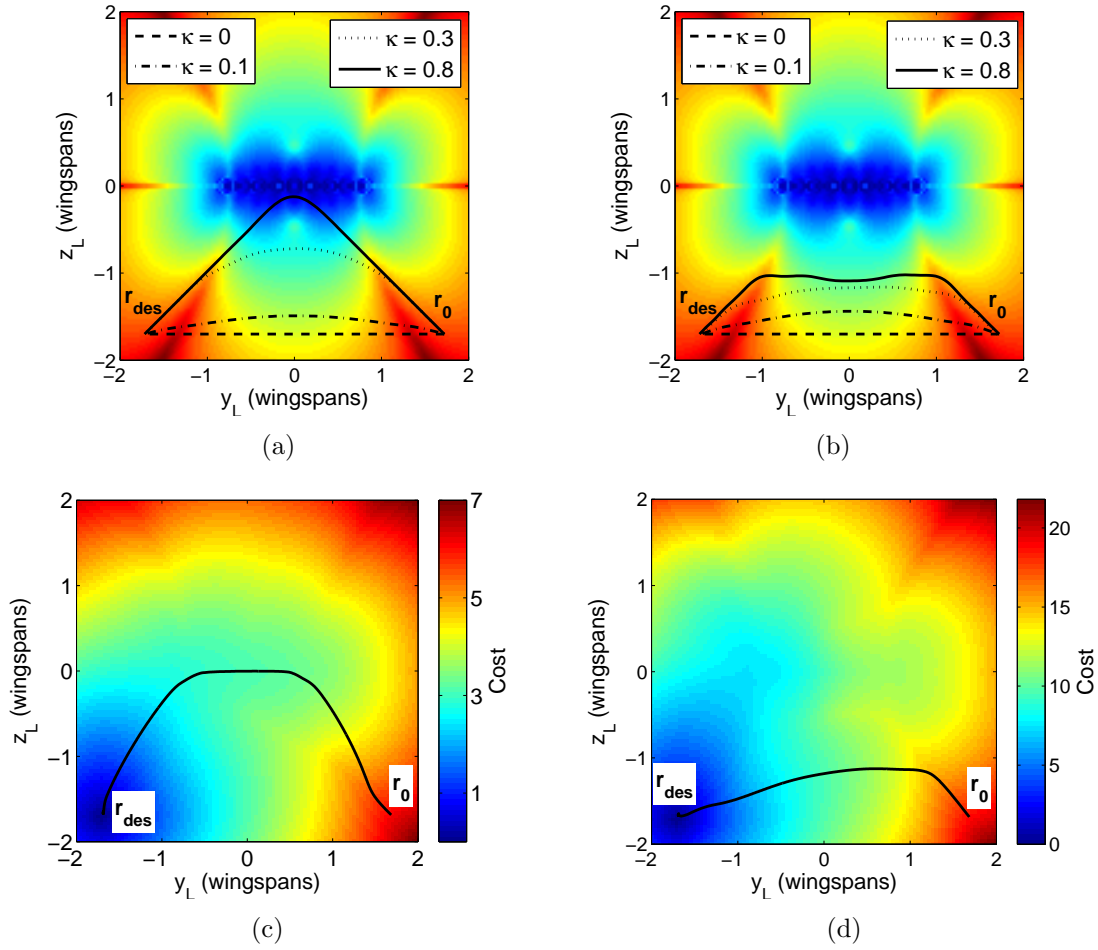 κ = 0
κ = 0.1
κ = 0.3
κ = 0.8
2
1
0
−1
−2
z_L (wingspans)
r_des
r_0
−2 −1 0 1 2
y_L (wingspans)
(a)
κ = 0
κ = 0.1
κ = 0.3
κ = 0.8
2
1
0
−1
−2
z_L (wingspans)
r_des
r_0
−2 −1 0 1 2
y_L (wingspans)
(b)
2
1
0
−1
−2
z_L (wingspans)
r_des
r_0
−2 −1 0 1 2
y_L (wingspans)
7
5
3
1
Cost
(c)
2
1
0
−1
−2
z_L (wingspans)
r_des
r_0
−2 −1 0 1 2
y_L (wingspans)
20
15
10
5
0
Cost
(d)